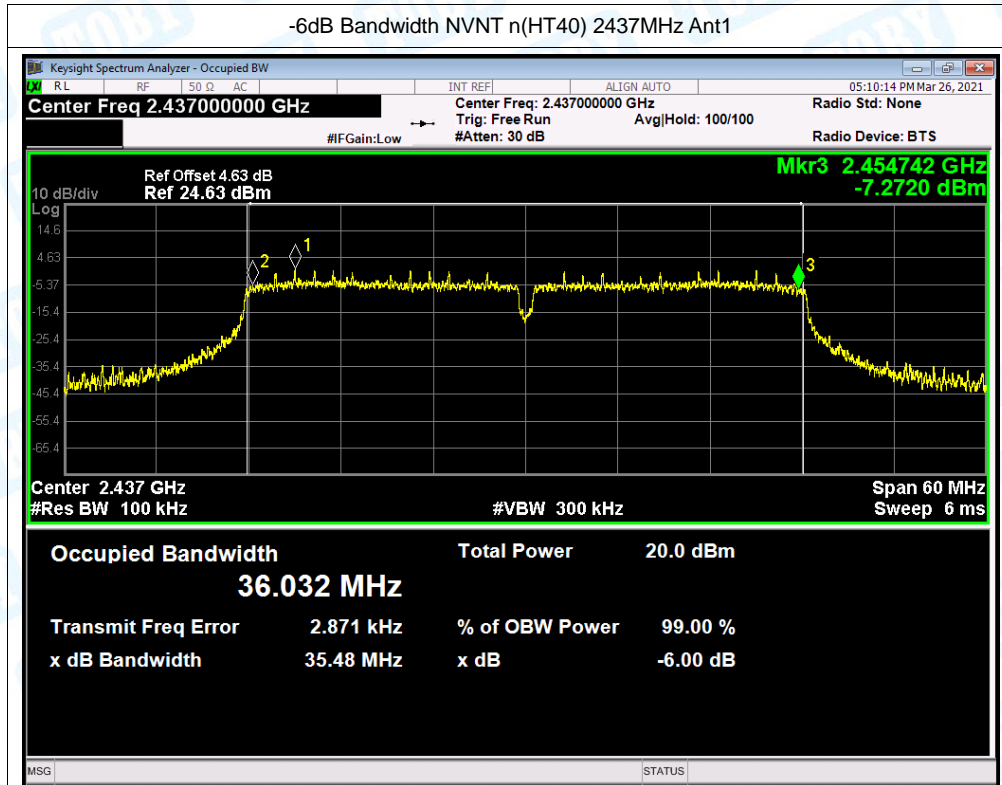 -6dB Bandwidth NVNT n(HT40) 2437MHz Ant1
Keysight Spectrum Analyzer - Occupied BW
LXI RL RF 50 Ω AC INT REF ALIGN AUTO 05:10:14 PM Mar 26, 2021
Center Freq 2.437000000 GHz Center Freq: 2.437000000 GHz Radio Std: None
Trig: Free Run Avg|Hold: 100/100
#IFGain:Low #Atten: 30 dB Radio Device: BTS
Mkr3 2.454742 GHz
Ref Offset 4.63 dB
10 dB/div Ref 24.63 dBm -7.2720 dBm
Log
14.6
1
4.63
2
3
-5.37
-15.4
-25.4
-35.4
-45.4
-55.4
-65.4
Center 2.437 GHz Span 60 MHz
#Res BW 100 kHz #VBW 300 kHz Sweep 6 ms
Occupied Bandwidth Total Power 20.0 dBm
36.032 MHz
Transmit Freq Error 2.871 kHz % of OBW Power 99.00 %
x dB Bandwidth 35.48 MHz x dB -6.00 dB
MSG STATUS